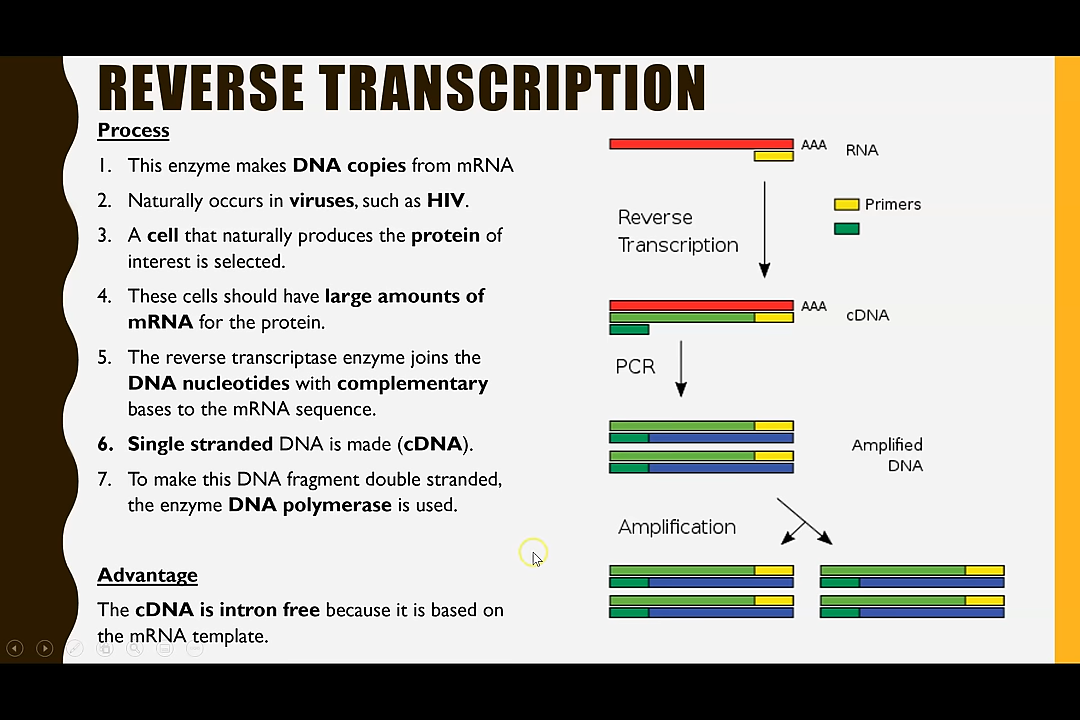 REVERSE TRANSCRIPTION
Process
1. This enzyme makes DNA copies from mRNA
2. Naturally occurs in viruses, such as HIV.
3. A cell that naturally produces the protein of
interest is selected.
4. These cells should have large amounts of
mRNA for the protein.
5. The reverse transcriptase enzyme joins the
DNA nucleotides with complementary
bases to the mRNA sequence.
6. Single stranded DNA is made (cDNA).
7. To make this DNA fragment double stranded,
the enzyme DNA polymerase is used.
Advantage
The cDNA is intron free because it is based on
the mRNA template.
AAA RNA
Primers
Reverse
Transcription
AAA cDNA
PCR
Amplified
DNA
Amplification